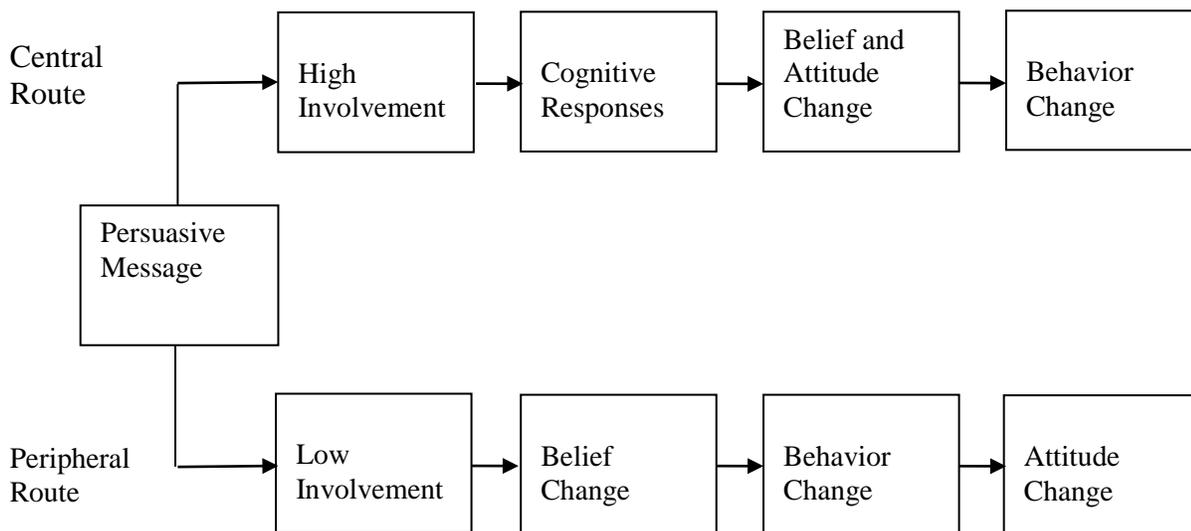 Central
Route
High
Involvement
Cognitive
Responses
Belief and
Attitude
Change
Behavior
Change
Persuasive
Message
Peripheral
Route
Low
Involvement
Belief
Change
Behavior
Change
Attitude
Change